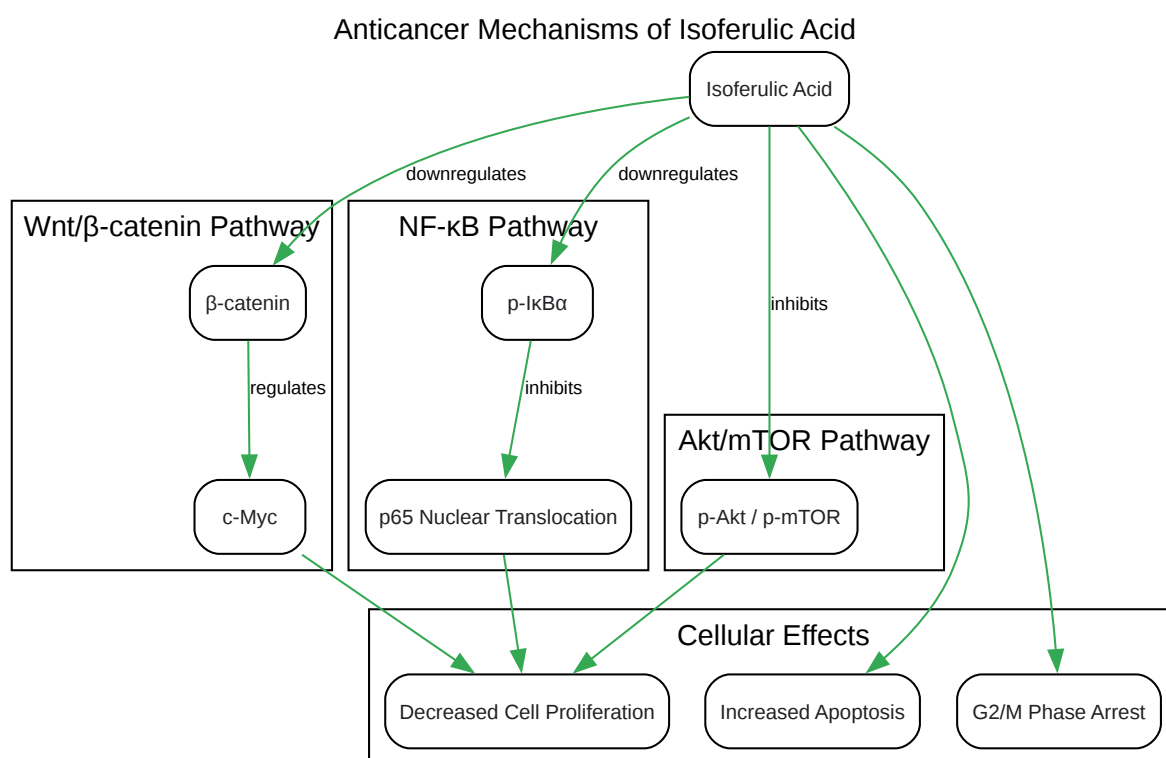 Anticancer Mechanisms of Isoferulic Acid
Isoferulic Acid
downregulates
downregulates
Wnt/β-catenin Pathway
NF-κB Pathway
β-catenin
p-IκBα
inhibits
regulates
inhibits
Akt/mTOR Pathway
c-Myc
p65 Nuclear Translocation
p-Akt / p-mTOR
Cellular Effects
Decreased Cell Proliferation
Increased Apoptosis
G2/M Phase Arrest